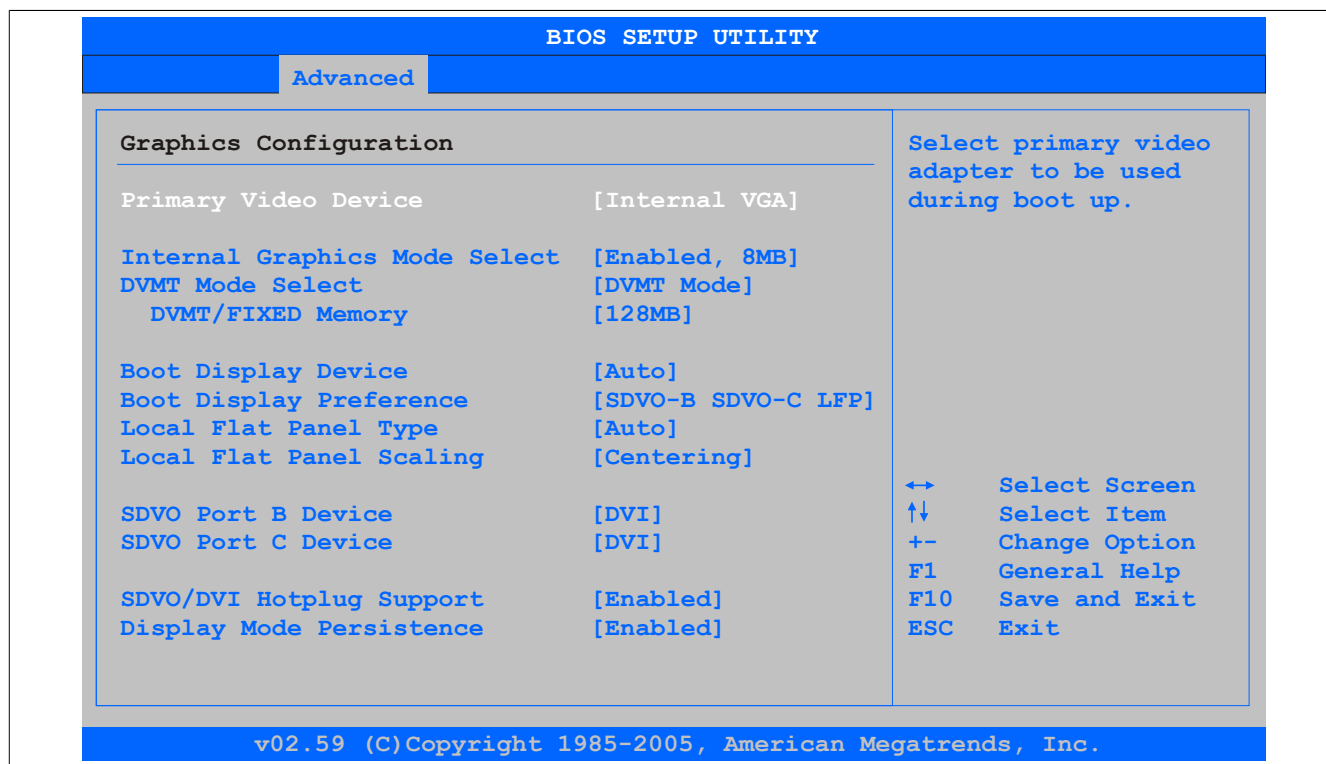 BIOS SETUP UTILITY
Advanced
Graphics Configuration
Primary Video Device [Internal VGA]
Internal Graphics Mode Select [Enabled, 8MB]
DVMT Mode Select [DVMT Mode]
DVMT/FIXED Memory [128MB]
Boot Display Device [Auto]
Boot Display Preference [SDVO-B SDVO-C LFP]
Local Flat Panel Type [Auto]
Local Flat Panel Scaling [Centering]
SDVO Port B Device [DVI]
SDVO Port C Device [DVI]
SDVO/DVI Hotplug Support [Enabled]
Display Mode Persistence [Enabled]
Select primary video
adapter to be used
during boot up.
↔ Select Screen
↑↓ Select Item
+- Change Option
F1 General Help
F10 Save and Exit
ESC Exit
v02.59 (C)Copyright 1985-2005, American Megatrends, Inc.